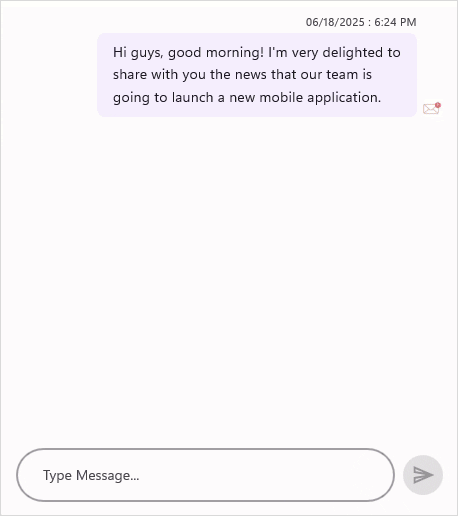 06/18/2025 : 6:24 PM
Hi guys, good morning! I'm very delighted to
share with you the news that our team is
going to launch a new mobile application.
Type Message...